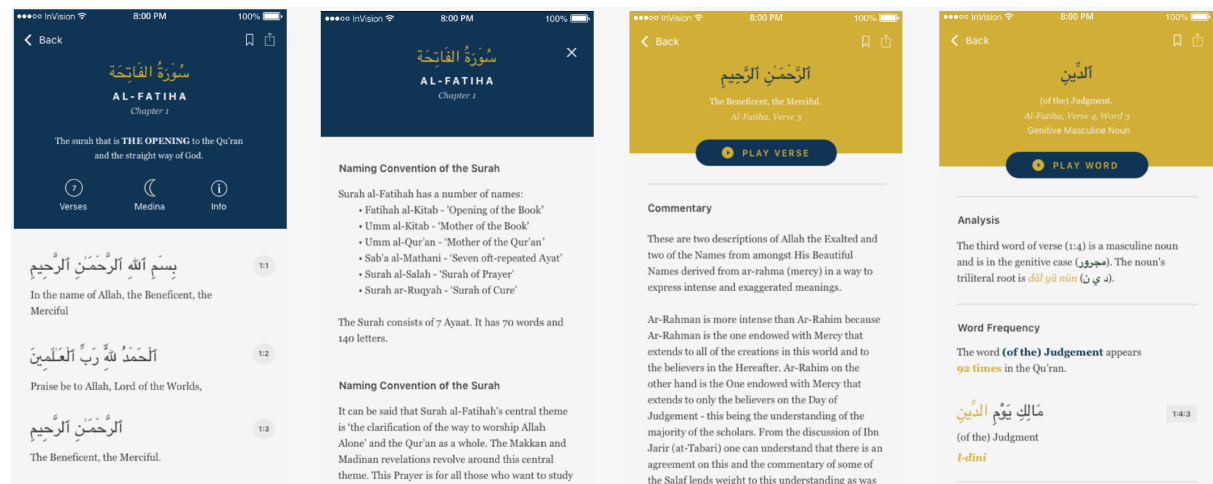 ●●●○○ InVision 8:00 PM 100%
Back
سُورَةُ الفَاتِحَة
AL-FATIHA
Chapter 1
The surah that is THE OPENING to the Qu'ran
and the straight way of God.
7
Verses
Medina
Info
بِسْمِ ٱللهِ ٱلرَّحْمَـٰنِ ٱلرَّحِيمِ
1:1
In the name of Allah, the Beneficent, the
Merciful
ٱلْحَمْدُ لِلَّهِ رَبِّ ٱلْعَـٰلَمِينَ
1:2
Praise be to Allah, Lord of the Worlds,
ٱلرَّحْمَـٰنِ ٱلرَّحِيمِ
1:3
The Beneficent, the Merciful.
●●●○○ InVision 8:00 PM 100%
سُورَةُ الفَاتِحَة
AL-FATIHA
Chapter 1
Naming Convention of the Surah
Surah al-Fatihah has a number of names:
• Fatihah al-Kitab - 'Opening of the Book'
• Umm al-Kitab - 'Mother of the Book'
• Umm al-Qur'an - 'Mother of the Qur'an'
• Sab'a al-Mathani - 'Seven oft-repeated Ayat'
• Surah al-Salah - 'Surah of Prayer'
• Surah ar-Ruqyah - 'Surah of Cure'
The Surah consists of 7 Ayaat. It has 70 words and
140 letters.
Naming Convention of the Surah
It can be said that Surah al-Fatihah's central theme
is 'the clarification of the way to worship Allah
Alone' and the Qur'an as a whole. The Makkan and
Madinan revelations revolve around this central
theme. This Prayer is for all those who want to study
●●●○○ InVision 8:00 PM 100%
Back
ٱلرَّحْمَـٰنِ ٱلرَّحِيمِ
The Beneficent, the Merciful.
Al-Fatiha, Verse 3
PLAY VERSE
Commentary
These are two descriptions of Allah the Exalted and
two of the Names from amongst His Beautiful
Names derived from ar-rahma (mercy) in a way to
express intense and exaggerated meanings.
Ar-Rahman is more intense than Ar-Rahim because
Ar-Rahman is the one endowed with Mercy that
extends to all of the creations in this world and to
the believers in the Hereafter. Ar-Rahim on the
other hand is the One endowed with Mercy that
extends to only the believers on the Day of
Judgement - this being the understanding of the
majority of the scholars. From the discussion of Ibn
Jarir (at-Tabari) one can understand that there is an
agreement on this and the commentary of some of
the Salaf lends weight to this understanding as was
●●●○○ InVision 8:00 PM 100%
Back
ٱلدِّينِ
(of the) Judgment.
Al-Fatiha, Verse 4, Word 3
Genitive Masculine Noun
PLAY WORD
Analysis
The third word of verse (1:4) is a masculine noun
and is in the genitive case (مجرور). The noun's
triliteral root is dāl yā nūn (د ي ن).
Word Frequency
The word (of the) Judgement appears
92 times in the Qu'ran.
مَالِكِ يَوْمِ الدِّينِ
1:4:3
(of the) Judgment
l-dīni